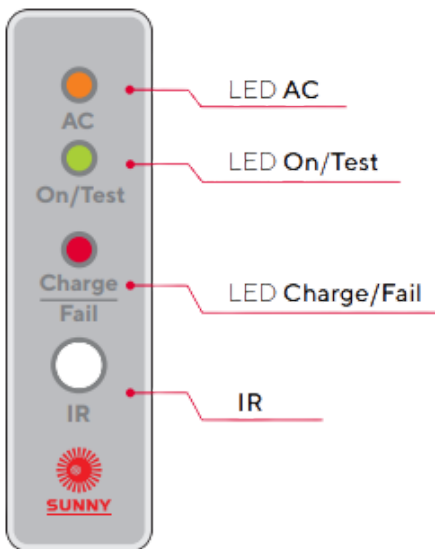 AC
LED AC
On/Test
LED On/Test
Charge
Fail
LED Charge/Fail
IR
IR
SUNNY